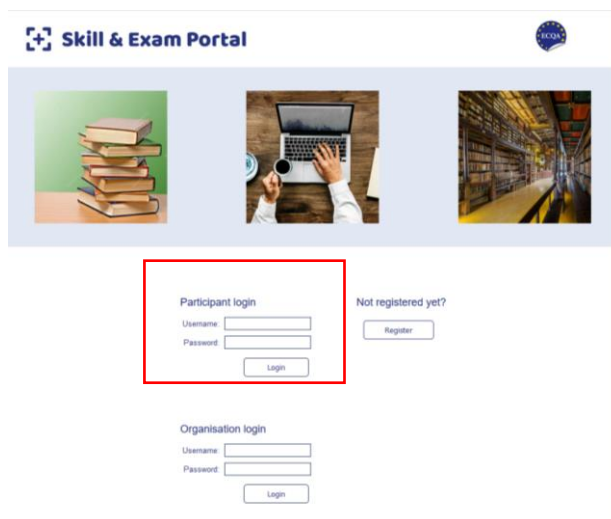 [+] Skill & Exam Portal
ECQA
Participant login
Username:
Password:
Login
Not registered yet?
Register
Organisation login
Username:
Password:
Login